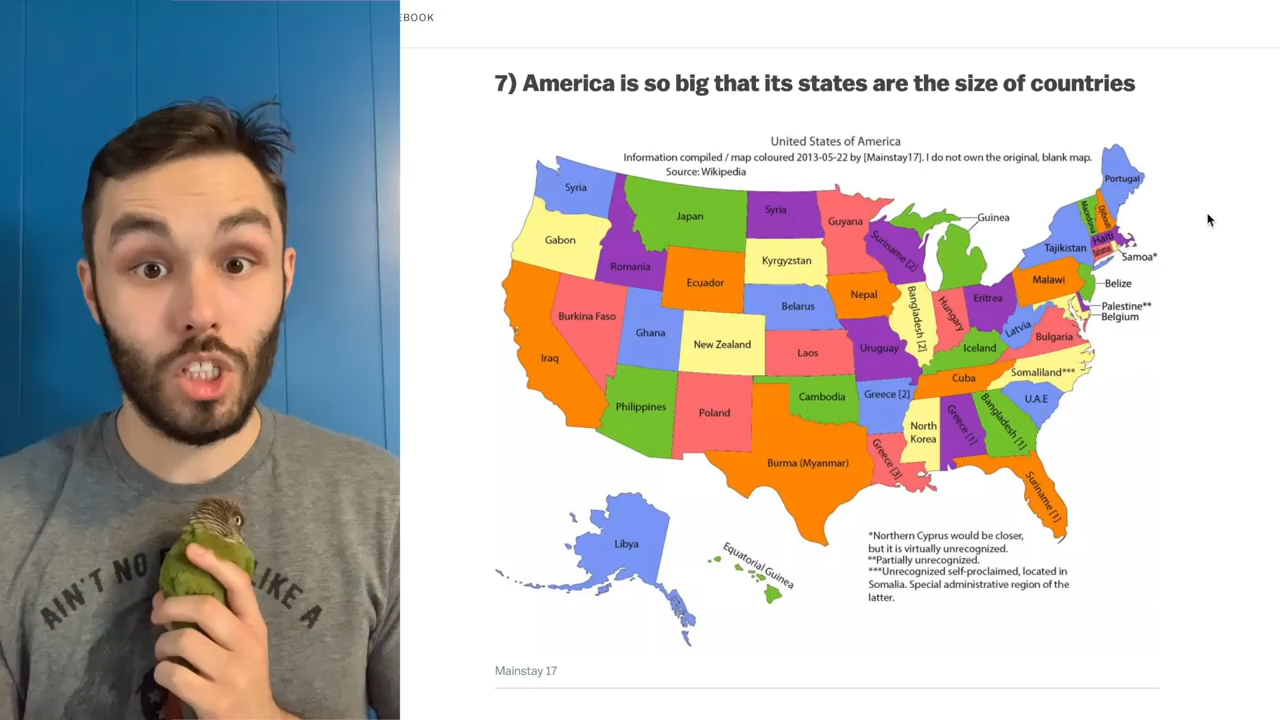 EBOOK
7) America is so big that its states are the size of countries
United States of America
Information compiled / map coloured 2013-05-22 by [Mainstay17]. I do not own the original, blank map.
Source: Wikipedia
Syria
Japan
Syria
Guyana
Guinea
Portugal
Macedonia
Djibouti
Gabon
Romania
Ecuador
Kyrgyzstan
Suriname [2]
Tajikistan
Haiti
Bahamas
Samoa*
Nepal
Malawi
Belize
Burkina Faso
Ghana
New Zealand
Belarus
Bangladesh [2]
Hungary
Eritrea
Palestine**
Belgium
Latvia
Bulgaria
Iraq
Laos
Uruguay
Iceland
Somaliland***
Cuba
Philippines
Poland
Cambodia
Greece [2]
U.A.E
North
Korea
Greece [1]
Bangladesh [1]
Burma (Myanmar)
Greece [3]
Suriname [1]
Libya
Equatorial Guinea
*Northern Cyprus would be closer,
but it is virtually unrecognized.
**Partially unrecognized.
***Unrecognized self-proclaimed, located in
Somalia. Special administrative region of the
latter.
Mainstay 17
AIN'T NO LIKE A